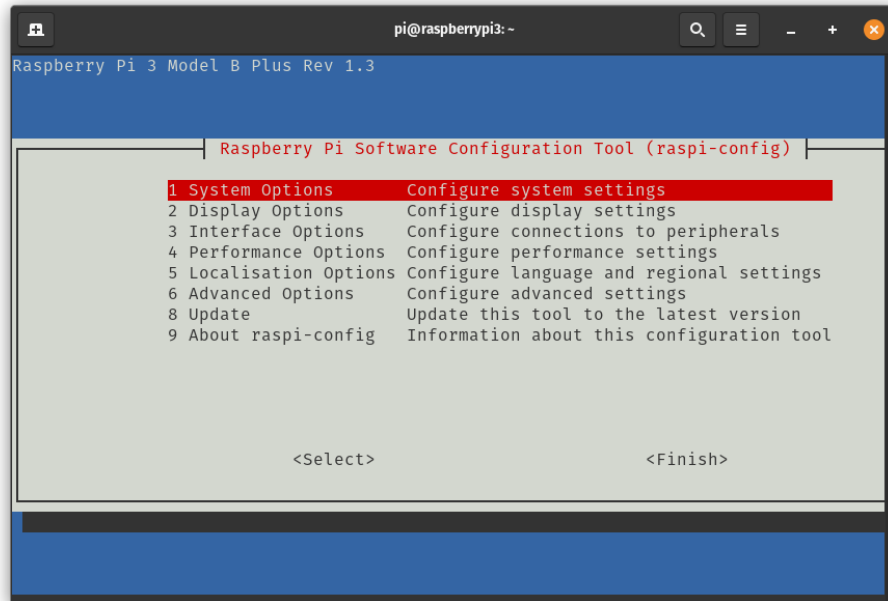 pi@raspberrypi3: ~
Raspberry Pi 3 Model B Plus Rev 1.3
Raspberry Pi Software Configuration Tool (raspi-config)
1 System Options Configure system settings
2 Display Options Configure display settings
3 Interface Options Configure connections to peripherals
4 Performance Options Configure performance settings
5 Localisation Options Configure language and regional settings
6 Advanced Options Configure advanced settings
8 Update Update this tool to the latest version
9 About raspi-config Information about this configuration tool
<Select> <Finish>